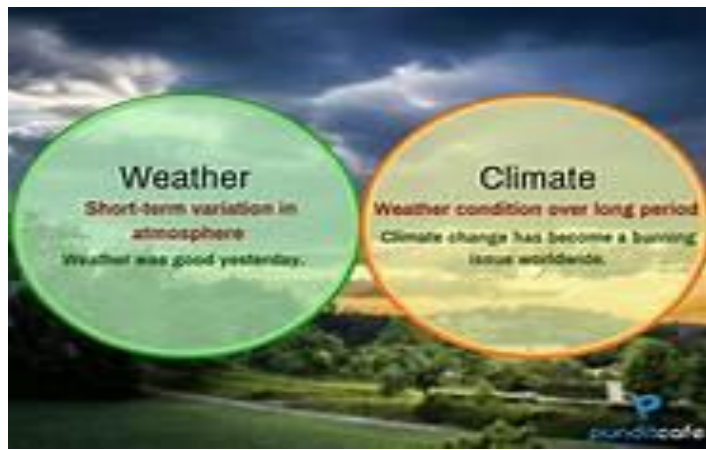 Weather
Short-term variation in
atmosphere
Weather was good yesterday.
Climate
Weather condition over long period
Climate change has become a burning
issue worldwide.
punditcafe